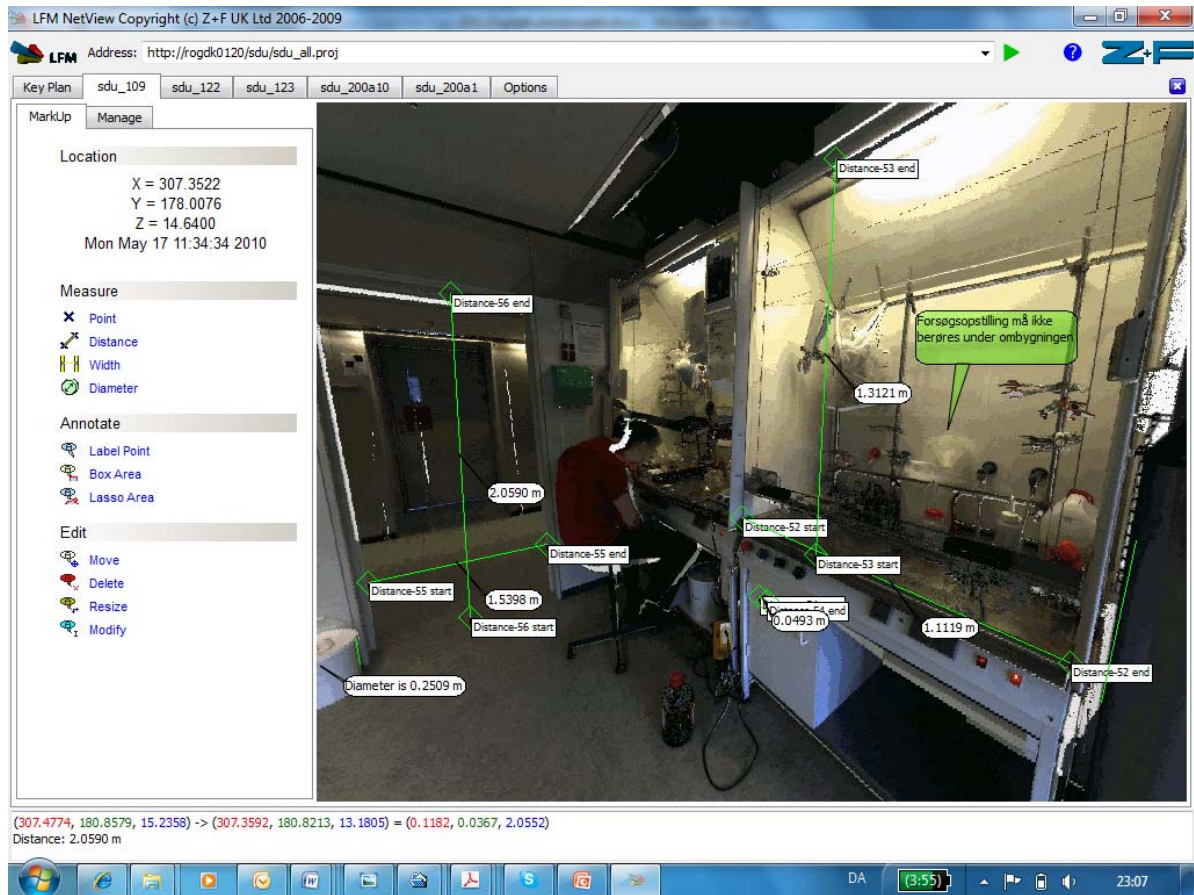 LFM NetView Copyright (c) Z+F UK Ltd 2006-2009
LFM
Address: http://rogdk0120/sdu/sdu_all.proj
Z+F
Key Plan sdu_109 sdu_122 sdu_123 sdu_200a10 sdu_200a1 Options
MarkUp Manage
Location
X = 307.3522
Y = 178.0076
Z = 14.6400
Mon May 17 11:34:34 2010
Measure
Point
Distance
Width
Diameter
Annotate
Label Point
Box Area
Lasso Area
Edit
Move
Delete
Resize
Modify
Distance-53 end
Distance-56 end
Forsøgsopstilling må ikke
berøres under ombygningen
1.3121 m
2.0590 m
Distance-52 start
Distance-55 end
Distance-53 start
Distance-55 start
1.5398 m
Distance-54 end
0.0493 m
Distance-56 start
1.1119 m
Distance-52 end
Diameter is 0.2509 m
(307.4774, 180.8579, 15.2358) -> (307.3592, 180.8213, 13.1805) = (0.1182, 0.0367, 2.0552)
Distance: 2.0590 m
DA (3:55) 23:07